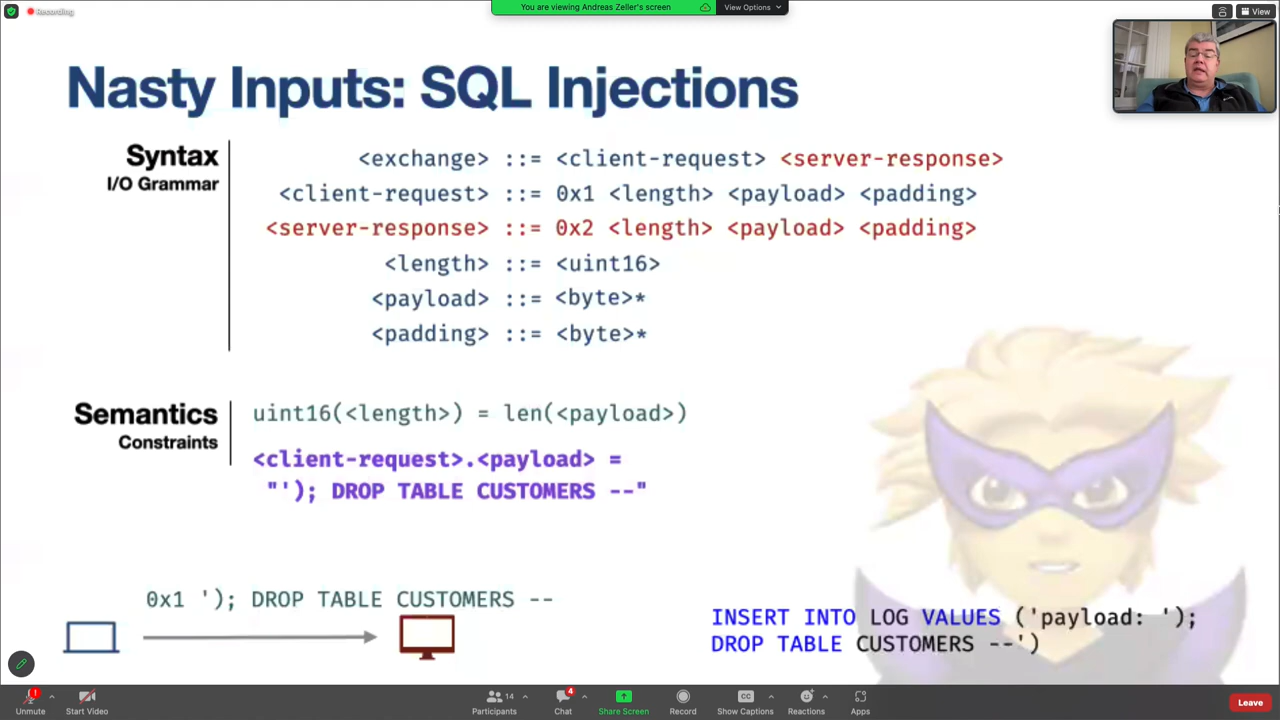 Recording
You are viewing Andreas Zeller's screen
View Options
View
Nasty Inputs: SQL Injections
Syntax
I/O Grammar
<exchange> ::= <client-request> <server-response>
<client-request> ::= 0x1 <length> <payload> <padding>
<server-response> ::= 0x2 <length> <payload> <padding>
<length> ::= <uint16>
<payload> ::= <byte>*
<padding> ::= <byte>*
Semantics
Constraints
uint16(<length>) = len(<payload>)
<client-request>.<payload> =
"'); DROP TABLE CUSTOMERS --"
0x1 '); DROP TABLE CUSTOMERS --
INSERT INTO LOG VALUES ('payload: ');
DROP TABLE CUSTOMERS --')
Unmute
Start Video
Participants
14
Chat
4
Share Screen
Record
CC
Show Captions
Reactions
Apps
Leave